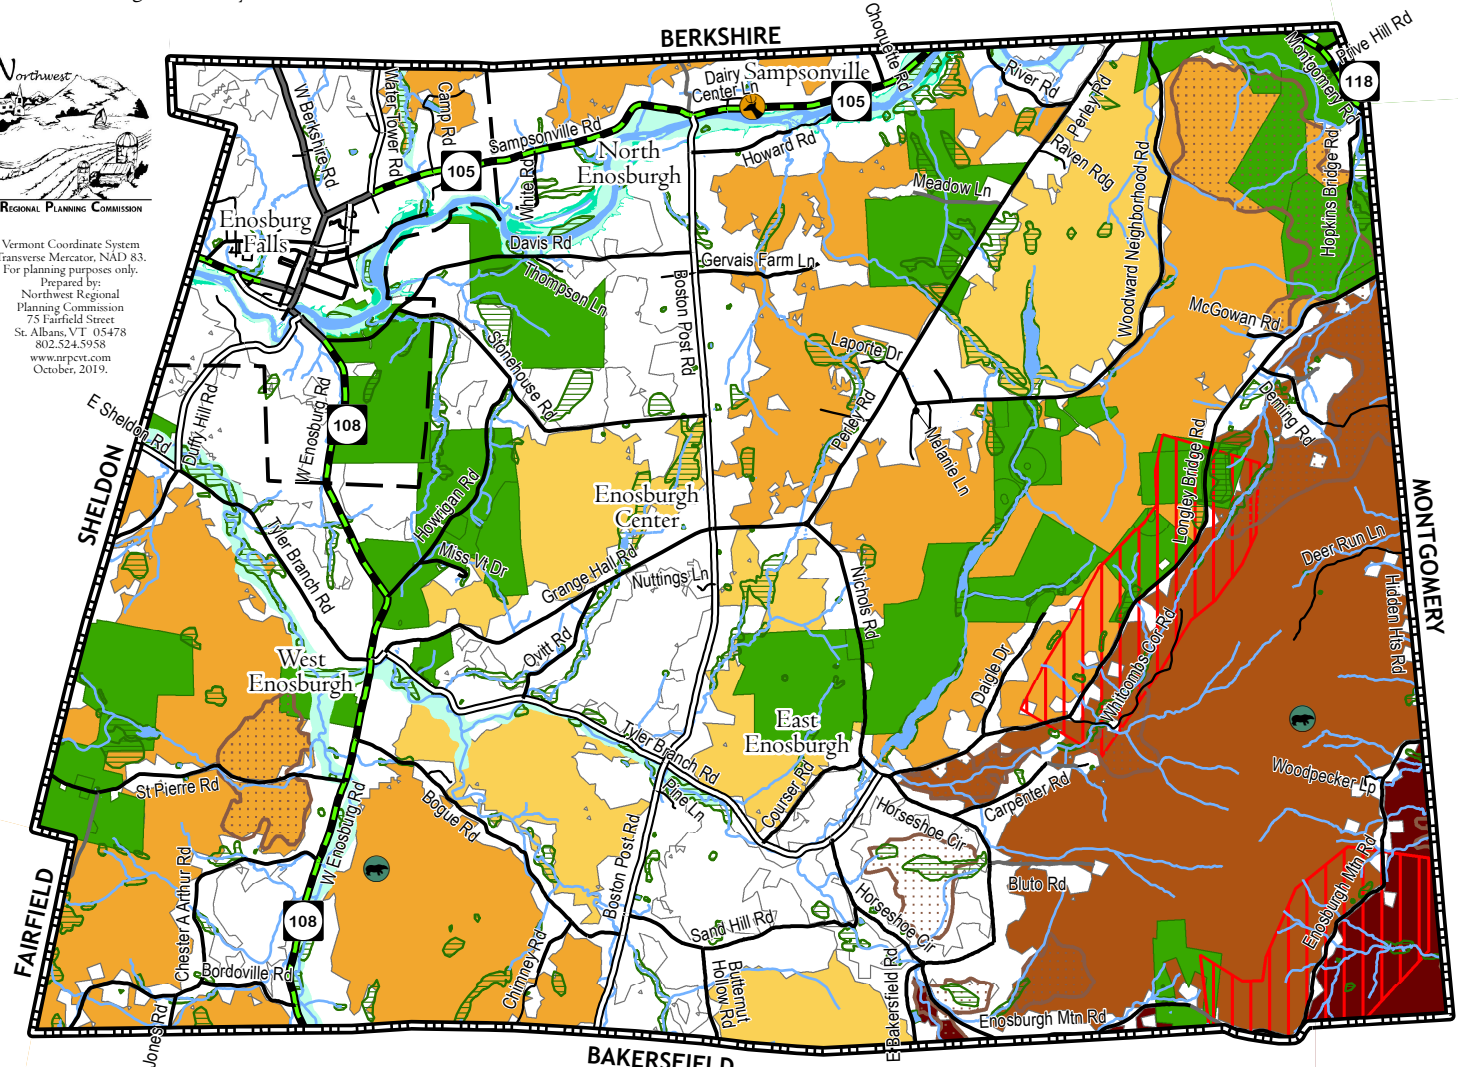 BERKSHIRE
Northwest
REGIONAL PLANNING COMMISSION
Vermont Coordinate System
Transverse Mercator, NAD 83.
For planning purposes only.
Prepared by:
Northwest Regional
Planning Commission
75 Fairfield Street
St. Albans, VT 05478
802.524.5958
www.nrpcvt.com
October, 2019.
Choquette Rd
Prive Hill Rd
Montgomery Rd
118
Dairy
Center Ln
Sampsonville
105
River Rd
Perley Rd
Raven Rdg
W Berkshire Rd
Water Tower Rd
Camp Rd
Sampsonville Rd
105
White Rd
North
Enosburgh
Howard Rd
Meadow Ln
Woodward Neighborhood Rd
Hopkins Bridge Rd
Enosburg
Falls
Davis Rd
Thompson Ln
Gervais Farm Ln
Boston Post Rd
McGowan Rd
Laporte Dr
Stonehouse Rd
E Sheldon Rd
Duffy Hill Rd
W Enosburg Rd
108
Perley Rd
Melanie Ln
Deming Rd
Longley Bridge Rd
SHELDON
MONTGOMERY
Enosburgh
Center
Howrigan Rd
Tyler Branch Rd
Miss Vt Dr
Grange Hall Rd
Nuttings Ln
Nichols Rd
Deer Run Ln
Hidden Hts Rd
Ovitt Rd
West
Enosburgh
Daigle Dr
Whitcombs Cor Rd
East
Enosburgh
Tyler Branch Rd
Pine Ln
Courser Rd
St Pierre Rd
Bogue Rd
W Enosburg Rd
Carpenter Rd
Woodpecker Lp
Horseshoe Cir
Bluto Rd
Horseshoe Cir
Boston Post Rd
Sand Hill Rd
Enosburgh Mtn Rd
FAIRFIELD
Chester A Arthur Rd
108
Bordoville Rd
Chimney Rd
Butternut
Hollow Rd
E Bakersfield Rd
Enosburgh Mtn Rd
Jones Rd
BAKERSFIELD